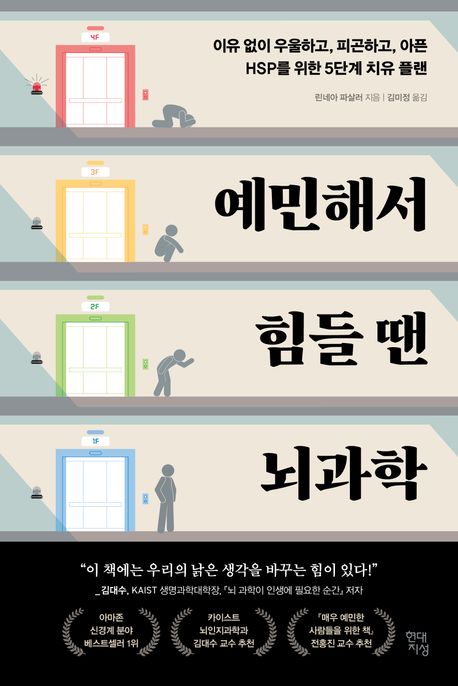 이유 없이 우울하고, 피곤하고, 아픈
HSP를 위한 5단계 치유 플랜
린네아 파살러 지음 | 김미정 옮김
4F
3F
예민해서
2F
힘들 땐
1F
뇌과학
“이 책에는 우리의 낡은 생각을 바꾸는 힘이 있다!”
_김대수, KAIST 생명과학대학장, 『뇌 과학이 인생에 필요한 순간』 저자
아마존
신경계 분야
베스트셀러 1위
카이스트
뇌인지과학과
김대수 교수 추천
『매우 예민한
사람들을 위한 책』
전홍진 교수 추천
현대
지성